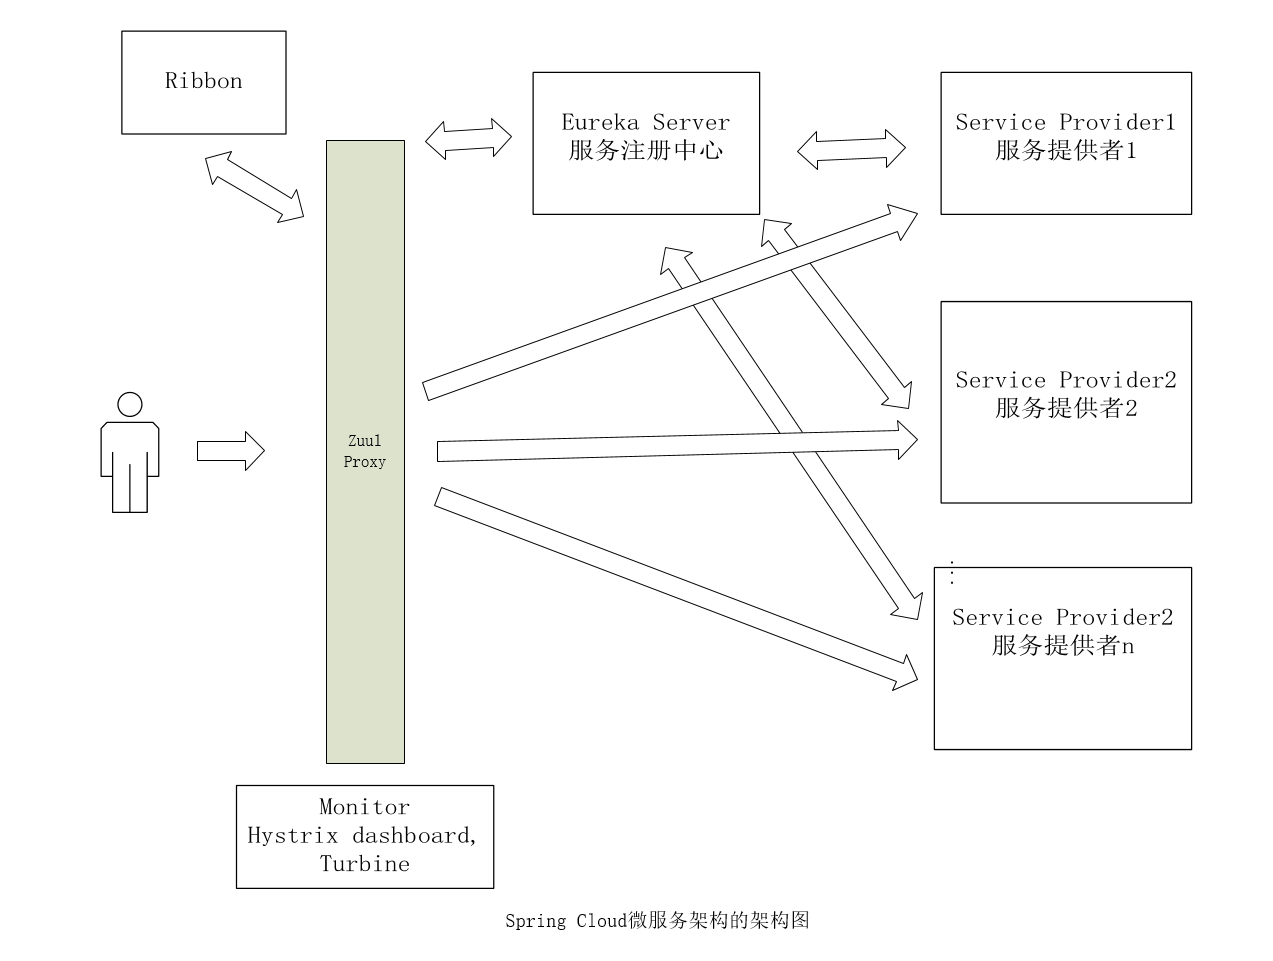 Ribbon
Eureka Server
服务注册中心
Service Provider1
服务提供者1
Service Provider2
服务提供者2
Zuul
Proxy
Service Provider2
服务提供者n
Monitor
Hystrix dashboard,
Turbine
Spring Cloud微服务架构的架构图